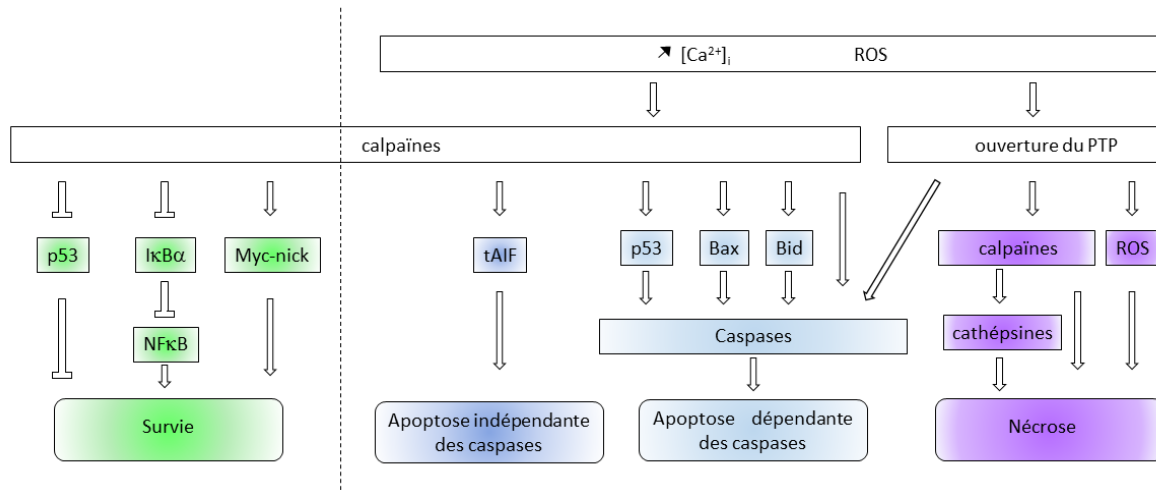 ↗ [Ca²⁺]ᵢ ROS
calpaïnes ouverture du PTP
p53 IκBα Myc-nick tAIF p53 Bax Bid calpaïnes ROS
NFκB Caspases cathépsines
Survie Apoptose indépendante Apoptose dépendante Nécrose
des caspases des caspases